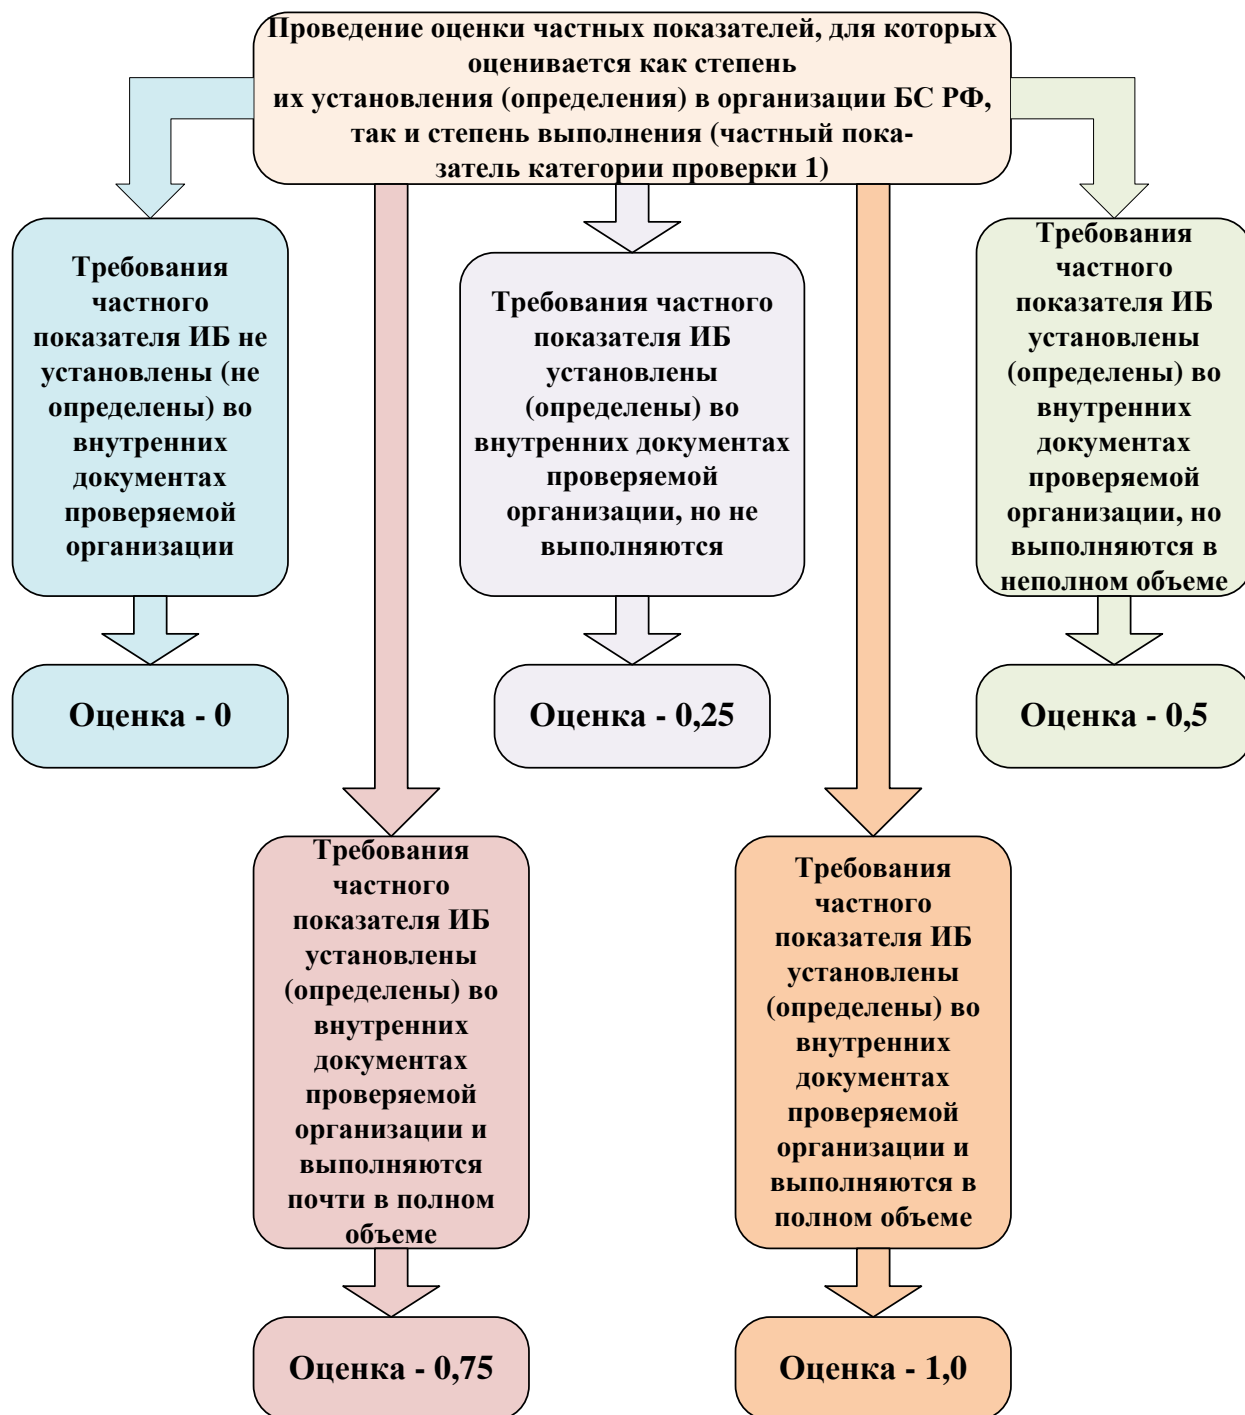 Проведение оценки частных показателей, для которых
оценивается как степень
их установления (определения) в организации БС РФ,
так и степень выполнения (частный пока-
затель категории проверки 1)
Требования
частного
показателя ИБ не
установлены (не
определены) во
внутренних
документах
проверяемой
организации
Требования частного
показателя ИБ
установлены
(определены) во
внутренних документах
проверяемой
организации, но не
выполняются
Требования
частного
показателя ИБ
установлены
(определены) во
внутренних
документах
проверяемой
организации, но
выполняются в
неполном объеме
Оценка - 0
Оценка - 0,25
Оценка - 0,5
Требования
частного
показателя ИБ
установлены
(определены) во
внутренних
документах
проверяемой
организации и
выполняются
почти в полном
объеме
Требования
частного
показателя ИБ
установлены
(определены) во
внутренних
документах
проверяемой
организации и
выполняются в
полном объеме
Оценка - 0,75
Оценка - 1,0